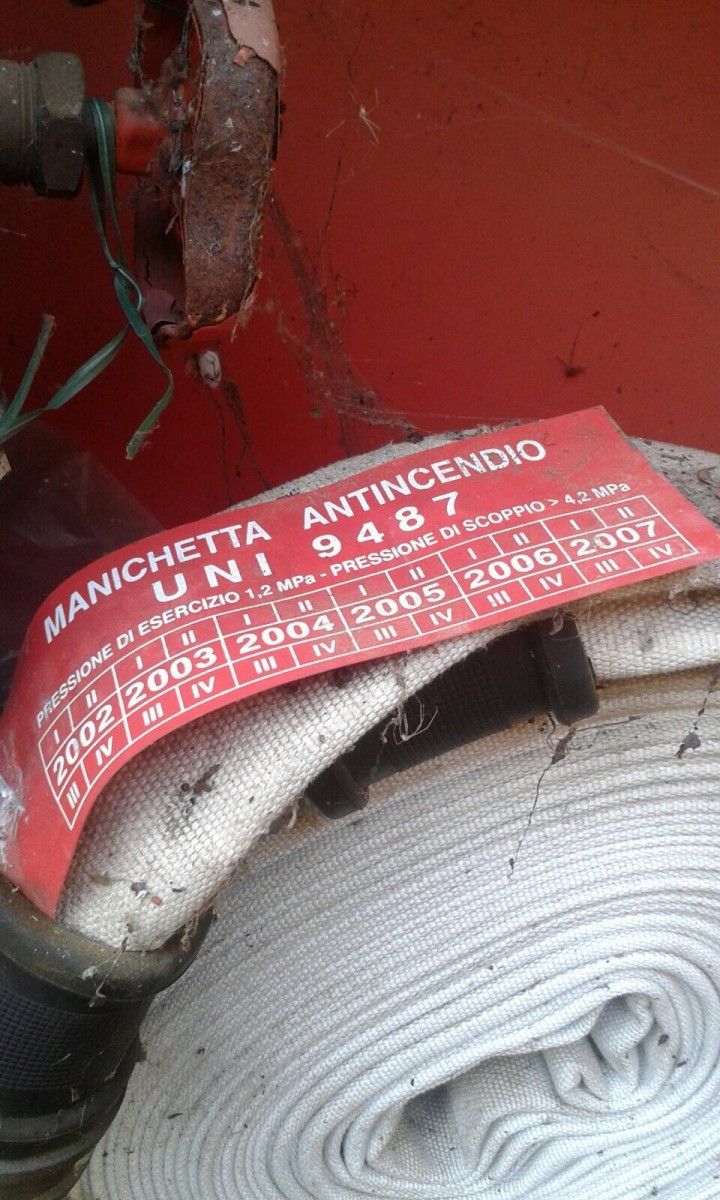 MANICHETTA ANTINCENDIO
UNI 9487
PRESSIONE DI ESERCIZIO 1,2 MPa - PRESSIONE DI SCOPPIO > 4,2 MPa
I II I II I II I II I II I II
2002 2003 2004 2005 2006 2007
III IV III IV III IV III IV III IV III IV